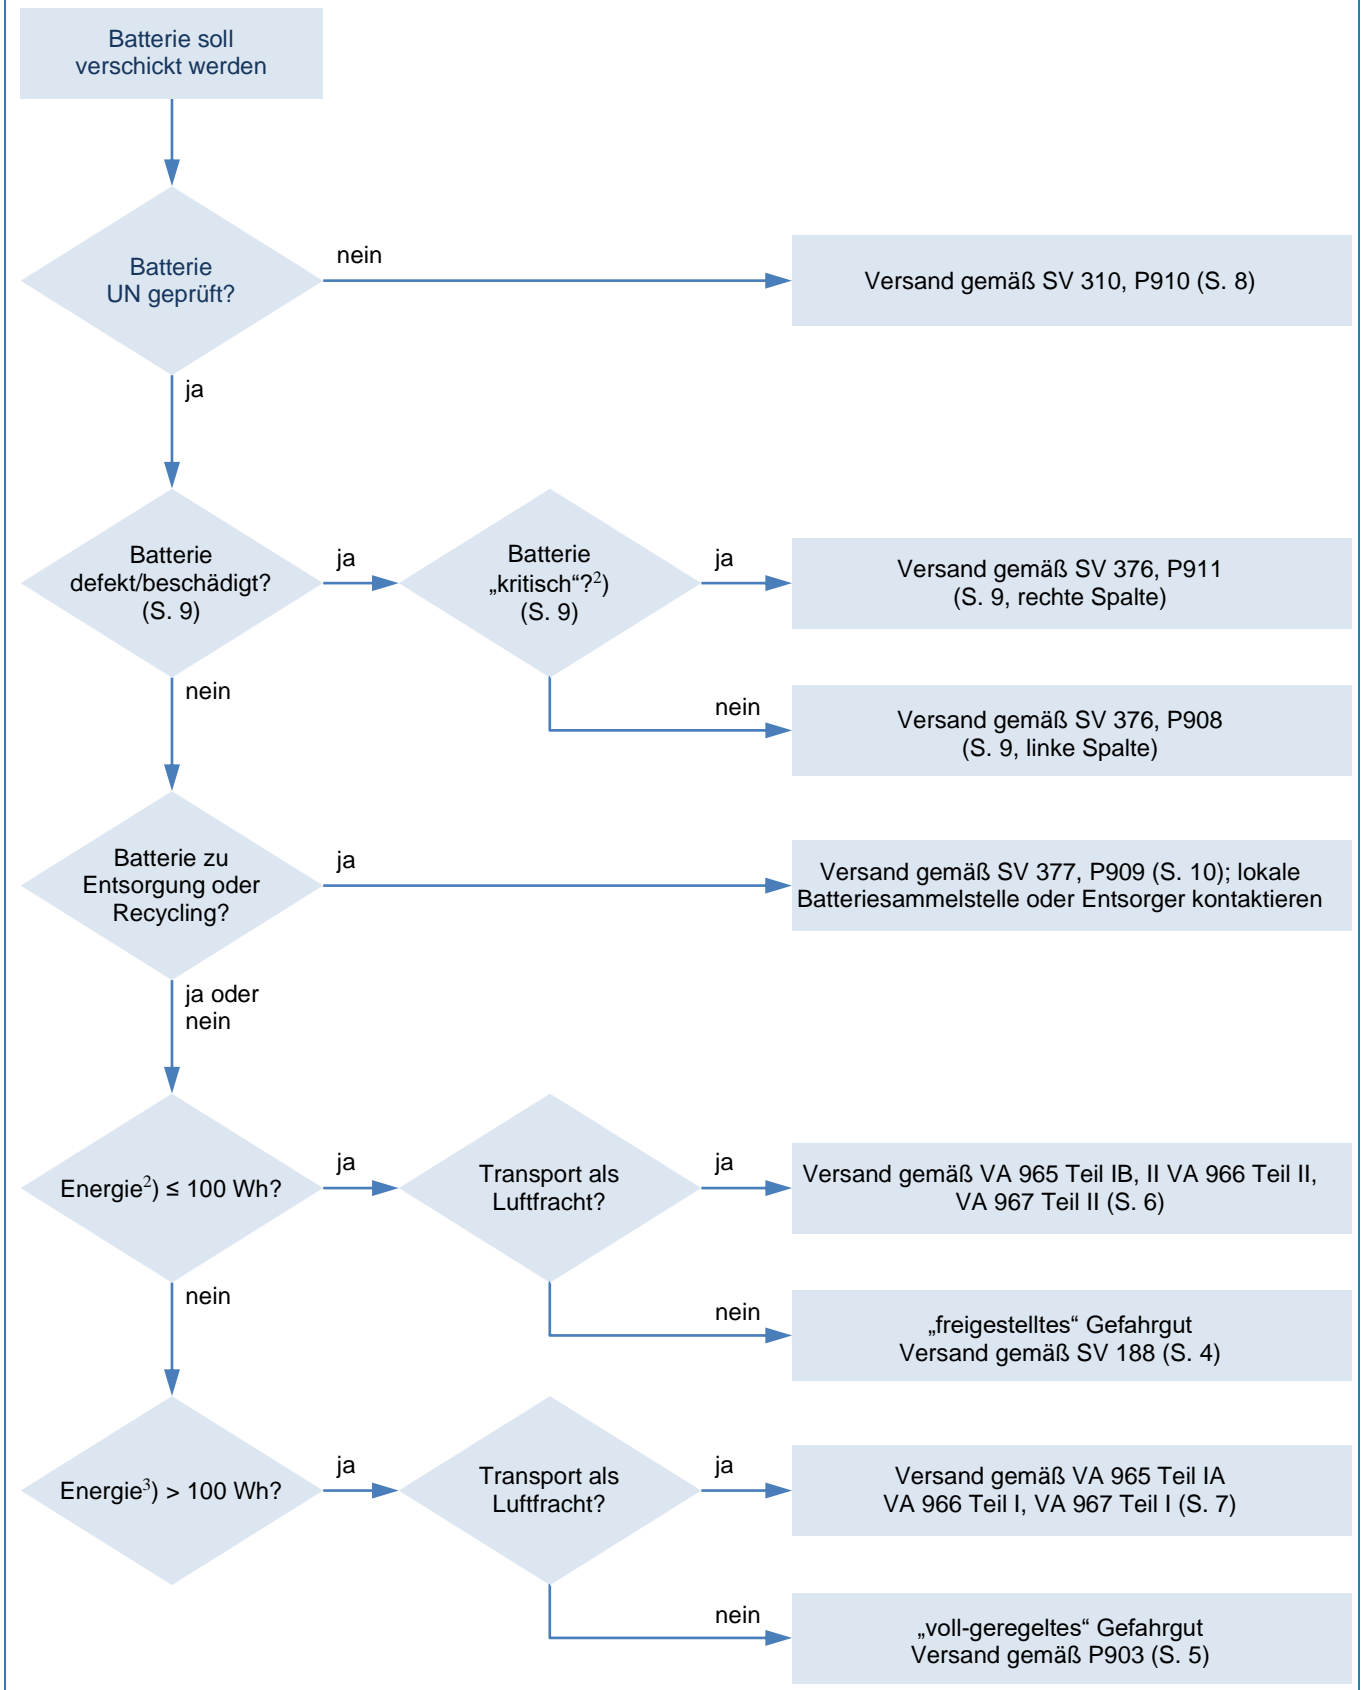 Batterie soll
verschickt werden
Batterie
UN geprüft?
nein
Versand gemäß SV 310, P910 (S. 8)
ja
Batterie
defekt/beschädigt?
(S. 9)
ja
Batterie
„kritisch“?²)
(S. 9)
ja
Versand gemäß SV 376, P911
(S. 9, rechte Spalte)
nein
nein
Versand gemäß SV 376, P908
(S. 9, linke Spalte)
Batterie zu
Entsorgung oder
Recycling?
ja
Versand gemäß SV 377, P909 (S. 10); lokale
Batteriesammelstelle oder Entsorger kontaktieren
ja oder
nein
Energie²) ≤ 100 Wh?
ja
Transport als
Luftfracht?
ja
Versand gemäß VA 965 Teil IB, II VA 966 Teil II,
VA 967 Teil II (S. 6)
nein
nein
„freigestelltes“ Gefahrgut
Versand gemäß SV 188 (S. 4)
Energie³) > 100 Wh?
ja
Transport als
Luftfracht?
ja
Versand gemäß VA 965 Teil IA
VA 966 Teil I, VA 967 Teil I (S. 7)
nein
„voll-geregeltes“ Gefahrgut
Versand gemäß P903 (S. 5)